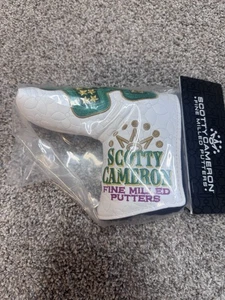 SCOTTY
CAMERON
FINE MILLED
PUTTERS
SCOTTY CAMERON
FINE MILLED PUTTERS